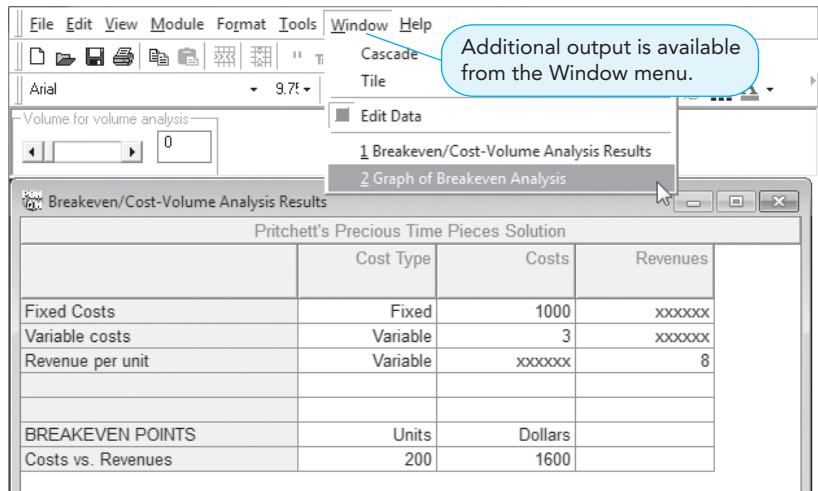 File Edit View Module Format Tools Window Help
Cascade
Tile
Additional output is available
from the Window menu.
Arial 9.7
Edit Data
Volume for volume analysis
0
1 Breakeven/Cost-Volume Analysis Results
2 Graph of Breakeven Analysis
Breakeven/Cost-Volume Analysis Results
Pritchett's Precious Time Pieces Solution
Cost Type Costs Revenues
Fixed Costs Fixed 1000 xxxxxx
Variable costs Variable 3 xxxxxx
Revenue per unit Variable xxxxxx 8
BREAKEVEN POINTS Units Dollars
Costs vs. Revenues 200 1600